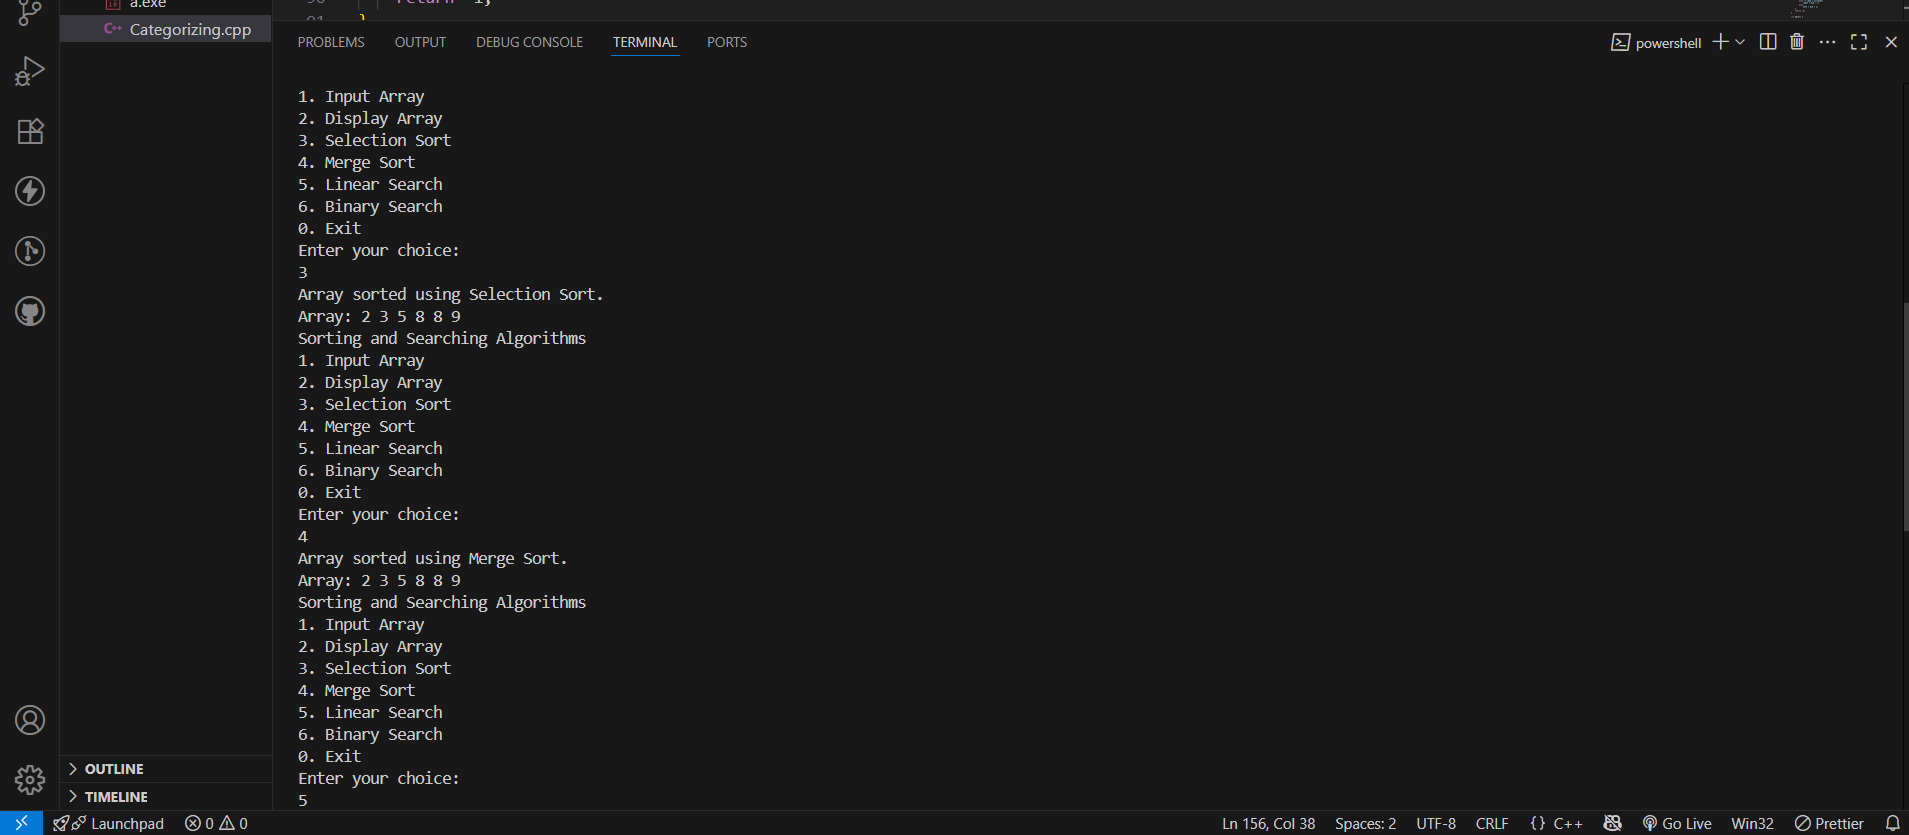 a.exe
Categorizing.cpp
PROBLEMS OUTPUT DEBUG CONSOLE TERMINAL PORTS
powershell
1. Input Array
2. Display Array
3. Selection Sort
4. Merge Sort
5. Linear Search
6. Binary Search
0. Exit
Enter your choice:
3
Array sorted using Selection Sort.
Array: 2 3 5 8 8 9
Sorting and Searching Algorithms
1. Input Array
2. Display Array
3. Selection Sort
4. Merge Sort
5. Linear Search
6. Binary Search
0. Exit
Enter your choice:
4
Array sorted using Merge Sort.
Array: 2 3 5 8 8 9
Sorting and Searching Algorithms
1. Input Array
2. Display Array
3. Selection Sort
4. Merge Sort
5. Linear Search
6. Binary Search
0. Exit
Enter your choice:
5
OUTLINE
TIMELINE
Launchpad 0 0 Ln 156, Col 38 Spaces: 2 UTF-8 CRLF {} C++ Go Live Win32 Prettier